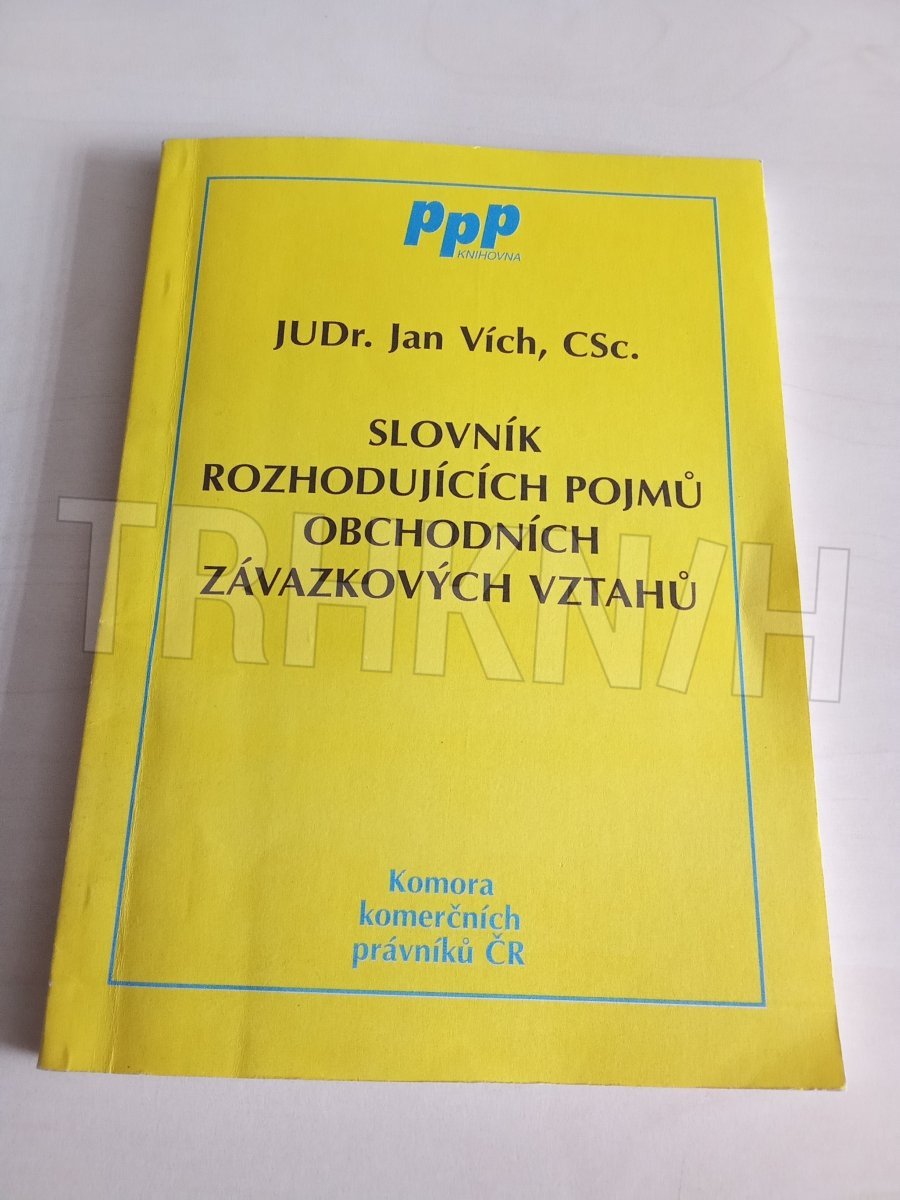 PPP
KNIHOVNA
JUDr. Jan Vích, CSc.
SLOVNÍK
ROZHODUJÍCÍCH POJMŮ
OBCHODNÍCH
ZÁVAZKOVÝCH VZTAHŮ
TRHKNIH
Komora
komerčních
právníků ČR